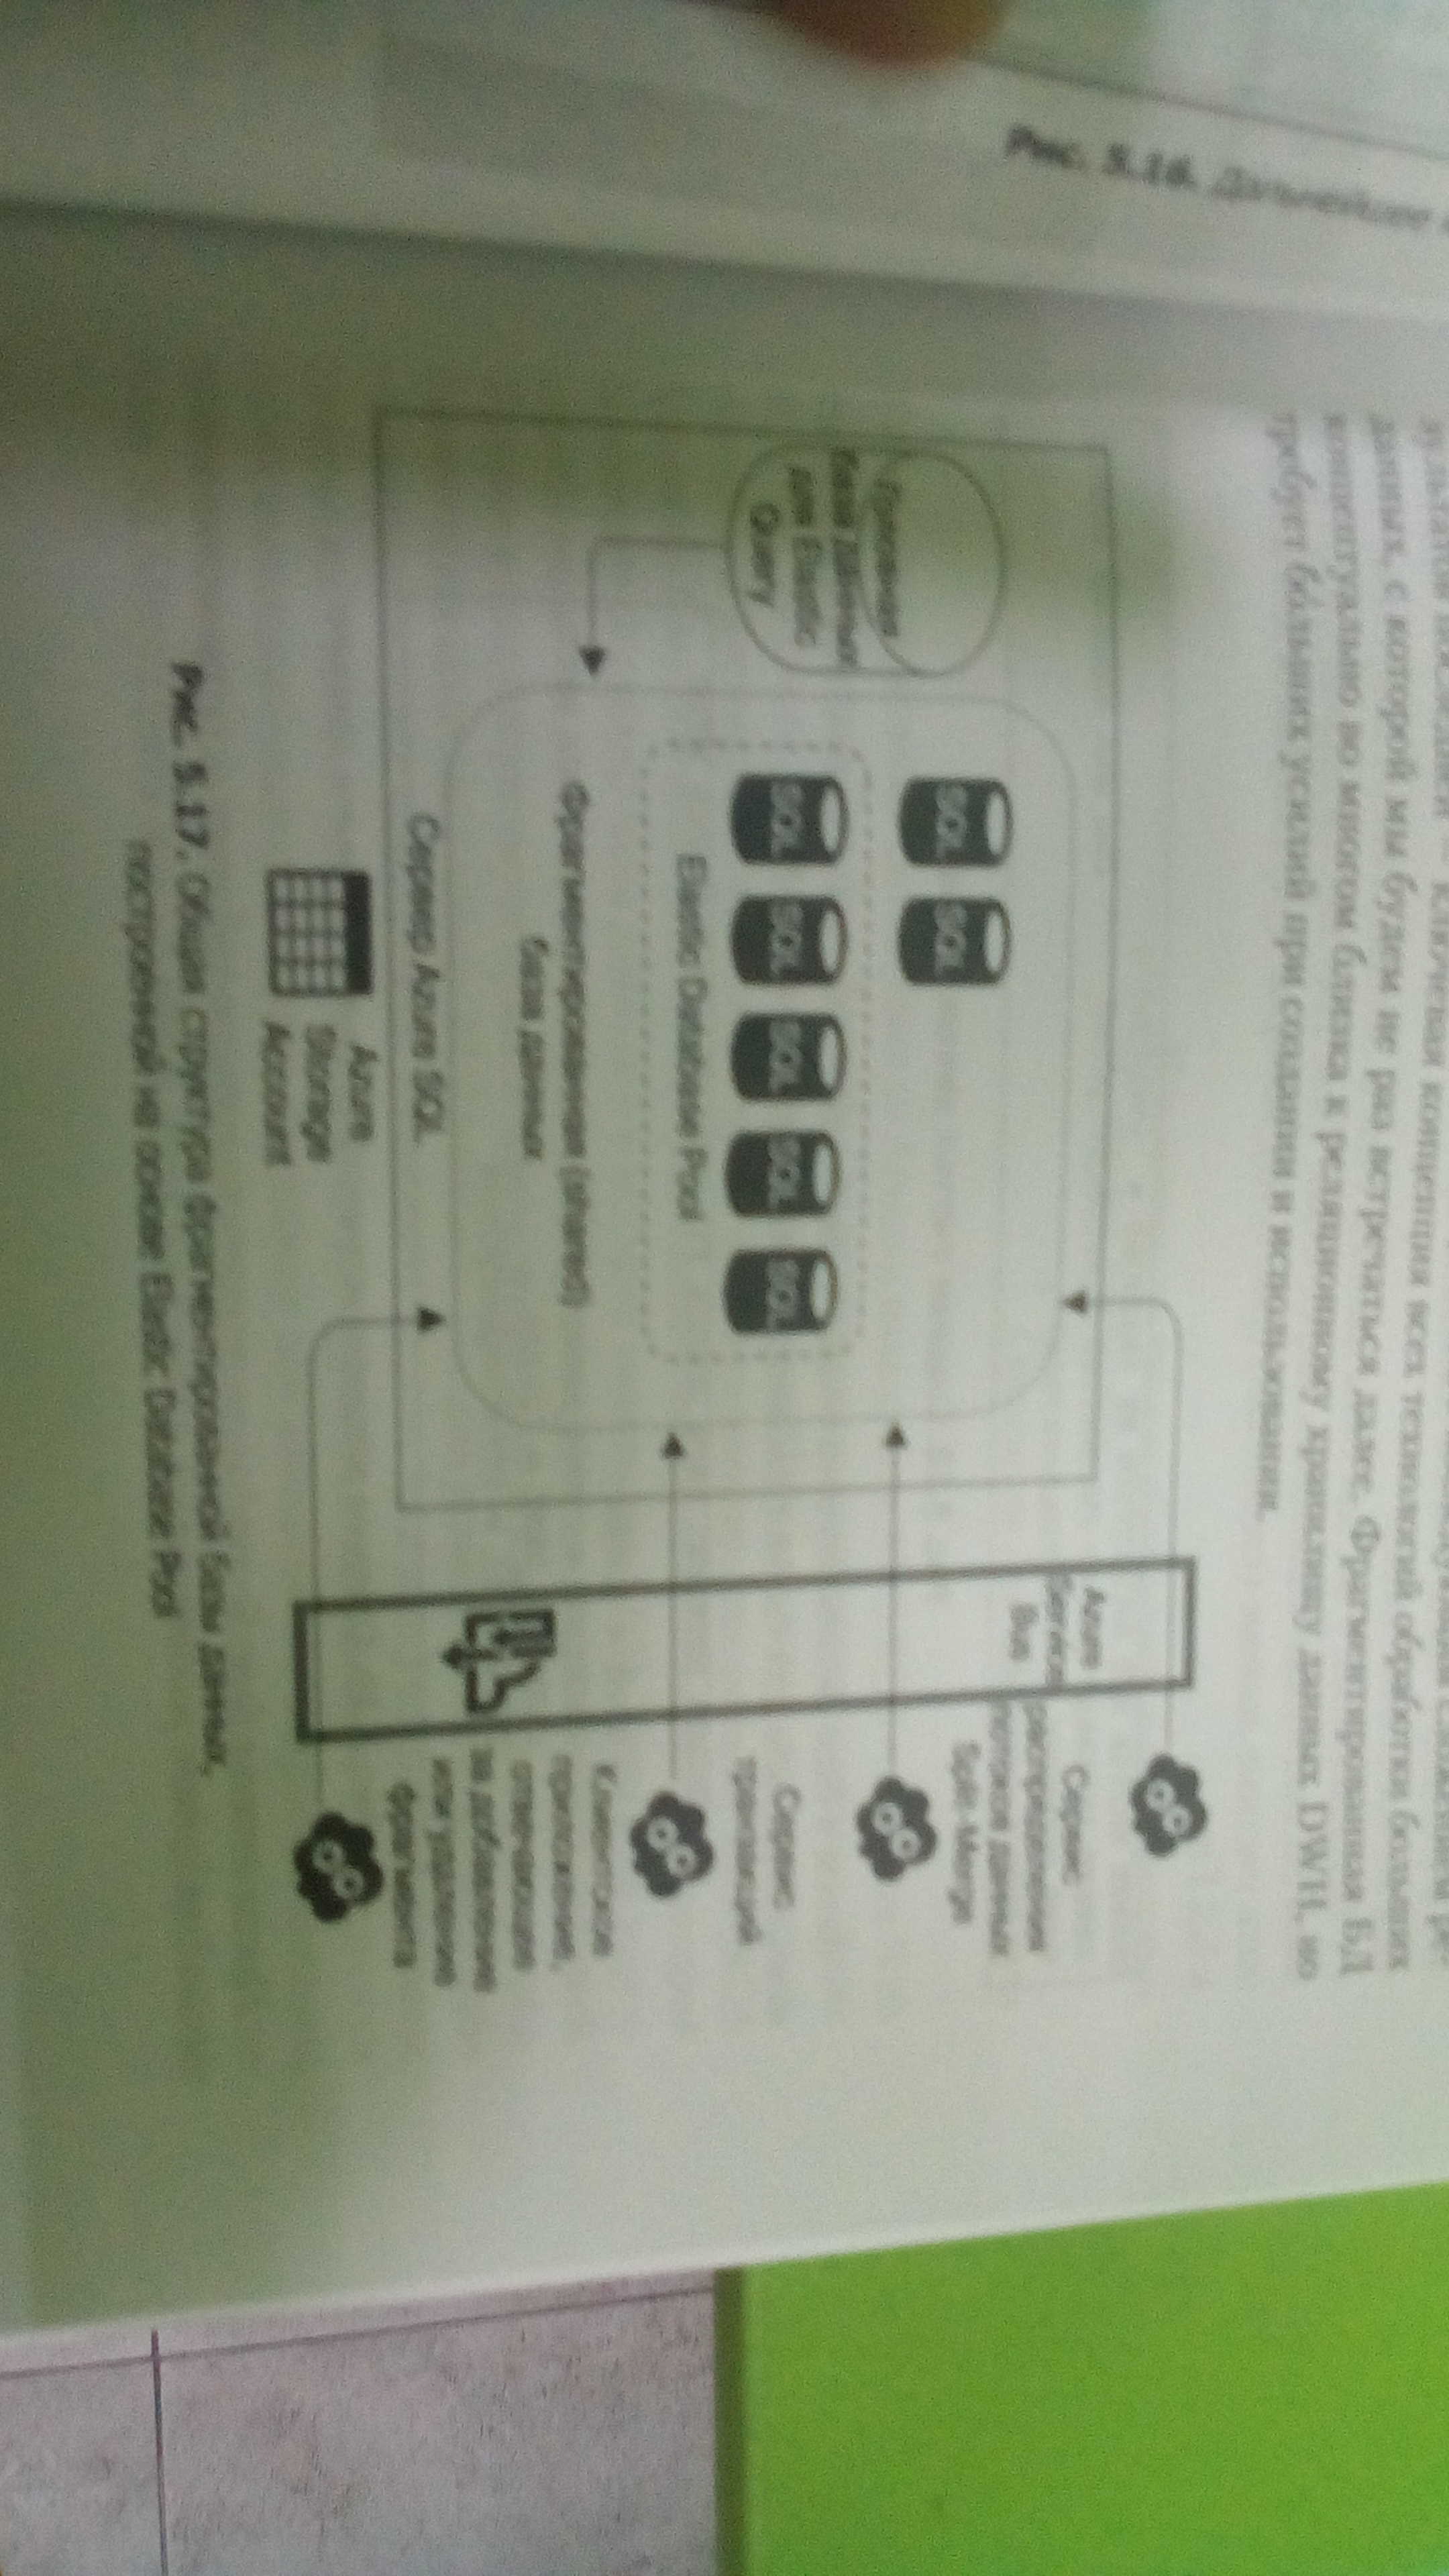 зультатов последней — ключевая концепция всех технологий обработки больших
данных, с которой мы будем не раз встречаться далее. Фрагментированная БД
концептуально во многом близка к реляционному хранилищу данных DWH, но
требует бо́льших усилий при создании и использовании.
Рис. 5.16.
Azure
Service
Bus
Сервис
распределения
потоков данных
Split-Merge
SQL
SQL
Головная
база данных
для Elastic
Query
SQL
SQL
SQL
SQL
SQL
Elastic Database Pool
Сервис
транзакций
Фрагментированная (shared)
база данных
Клиентское
приложение,
отвечающее
за добавление
или удаление
фрагмента
Сервер Azure SQL
Azure
Storage
Account
Рис. 5.17. Общая структура фрагментированной базы данных,
построенной на основе Elastic Database Pool